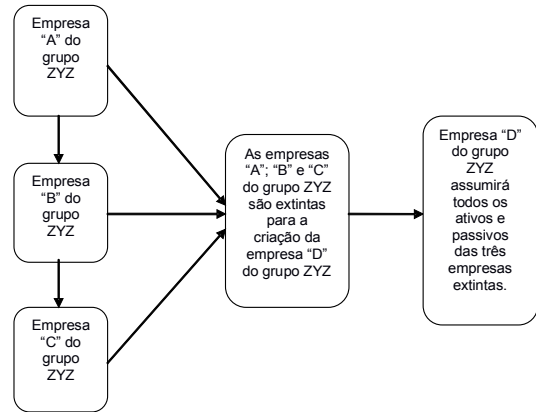 Empresa
“A” do
grupo
ZYZ
Empresa
“B” do
grupo
ZYZ
Empresa
“C” do
grupo
ZYZ
As empresas
“A”; “B” e “C”
do grupo ZYZ
são extintas
para a
criação da
empresa “D”
do grupo ZYZ
Empresa “D”
do grupo
ZYZ
assumirá
todos os
ativos e
passivos
das três
empresas
extintas.